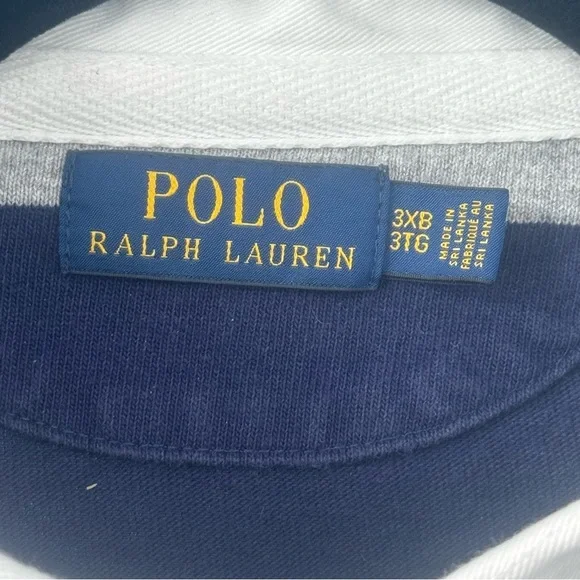 POLO
RALPH LAUREN
3XB
3TG
MADE IN
SRI LANKA
FABRIQUÉ AU
SRI LANKA